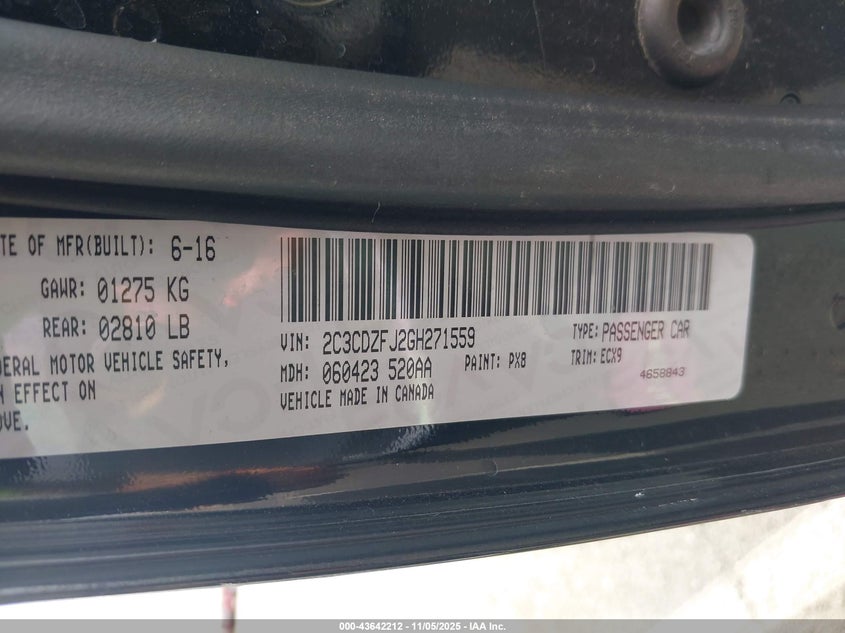 TE OF MFR(BUILT): 6-16
GAWR: 01275 KG
REAR: 02810 LB
DERAL MOTOR VEHICLE SAFETY,
N EFFECT ON
OVE.
VIN: 2C3CDZFJ2GH271559
TYPE: PASSENGER CAR
MDH: 060423 520AA
PAINT: PX8
TRIM: ECX9
VEHICLE MADE IN CANADA
4658843
000-43642212 - 11/05/2025 - IAA Inc.